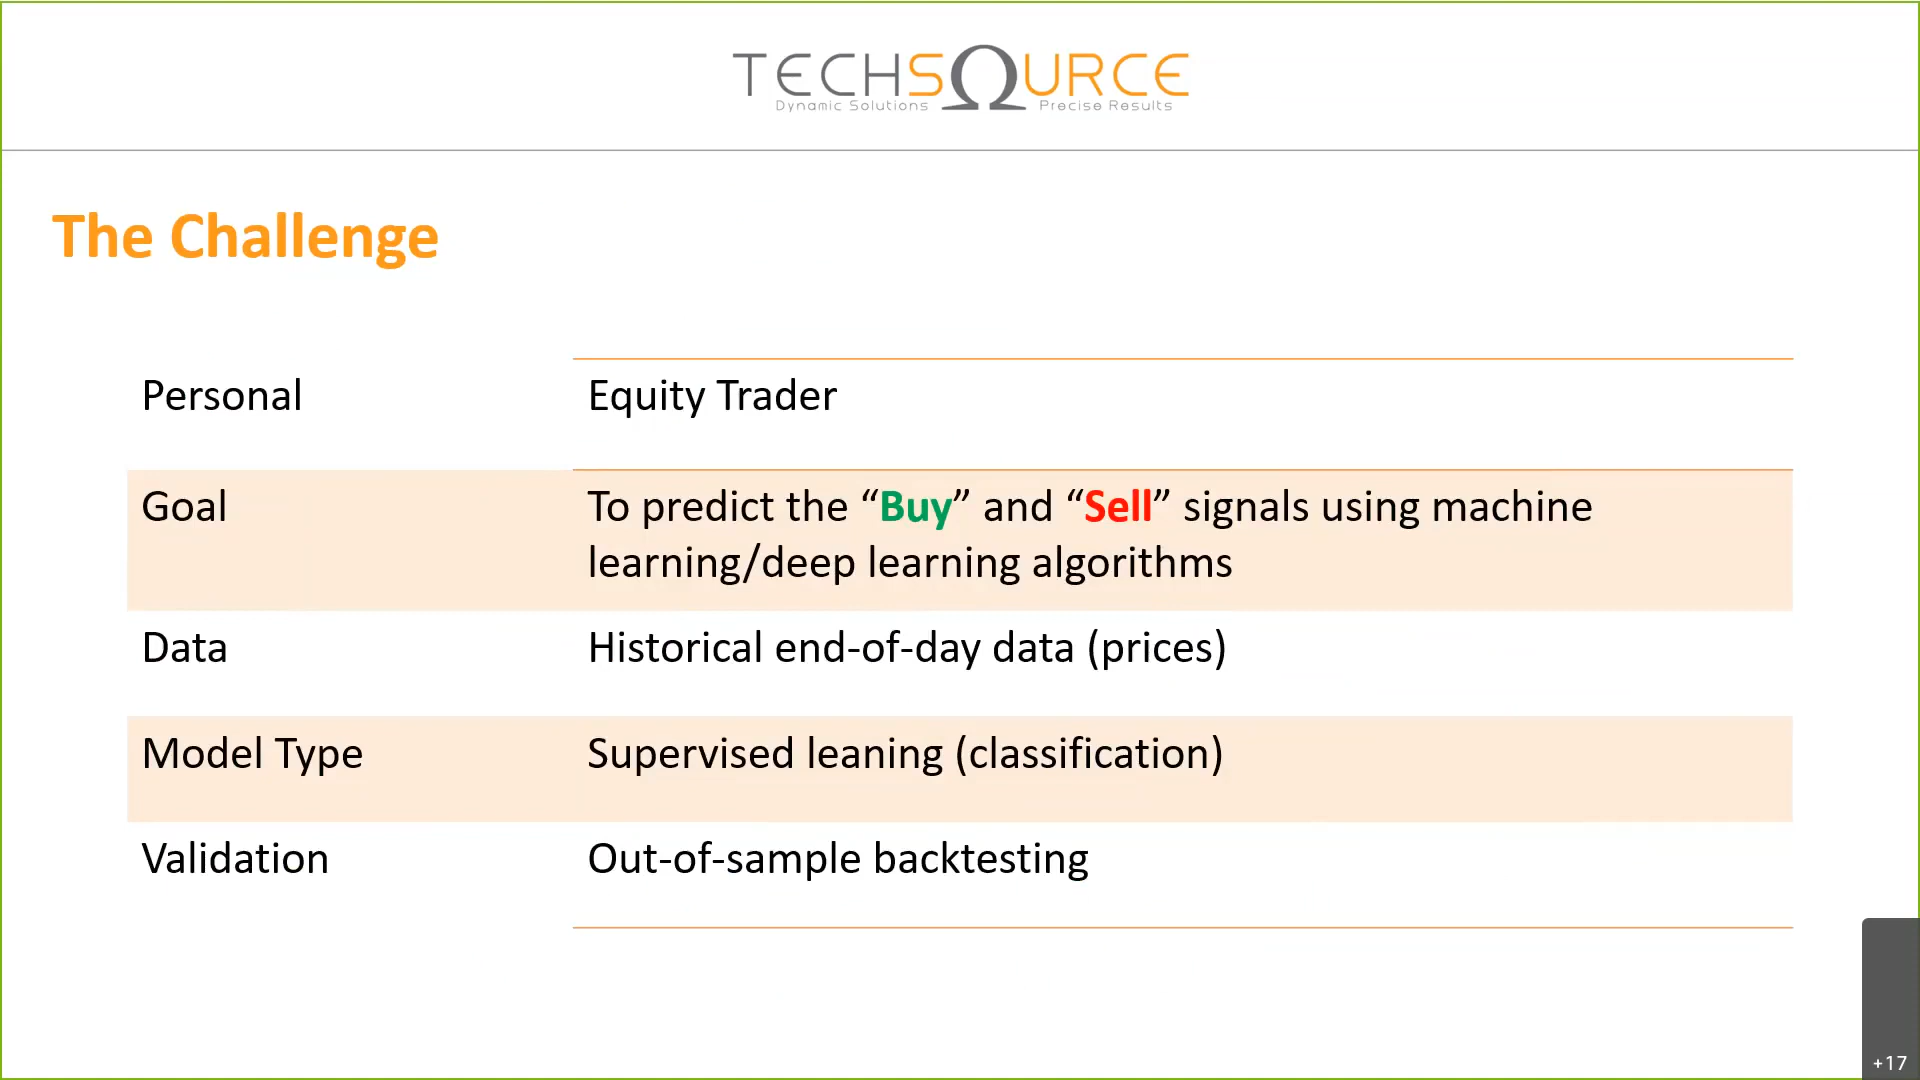 TECHSΩURCE
Dynamic Solutions Precise Results
The Challenge
Personal Equity Trader
Goal To predict the “Buy” and “Sell” signals using machine
learning/deep learning algorithms
Data Historical end-of-day data (prices)
Model Type Supervised leaning (classification)
Validation Out-of-sample backtesting
+17